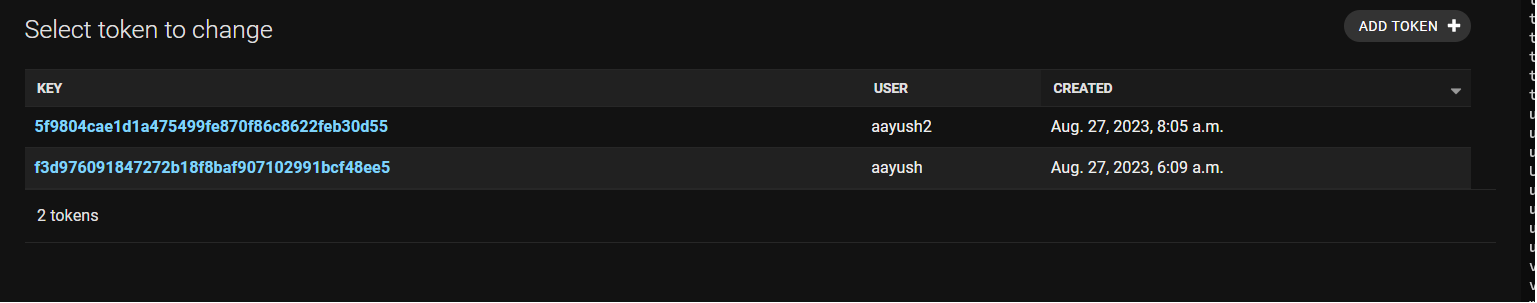 Select token to change
ADD TOKEN +
KEY USER CREATED
5f9804cae1d1a475499fe870f86c8622feb30d55 aayush2 Aug. 27, 2023, 8:05 a.m.
f3d976091847272b18f8baf907102991bcf48ee5 aayush Aug. 27, 2023, 6:09 a.m.
2 tokens